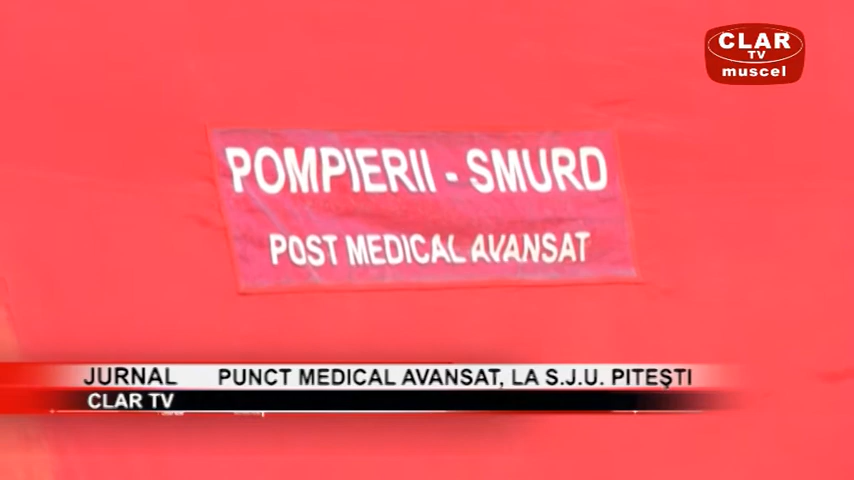 CLAR
TV
muscel
POMPIERII - SMURD
POST MEDICAL AVANSAT
JURNAL PUNCT MEDICAL AVANSAT, LA S.J.U. PITEŞTI
CLAR TV